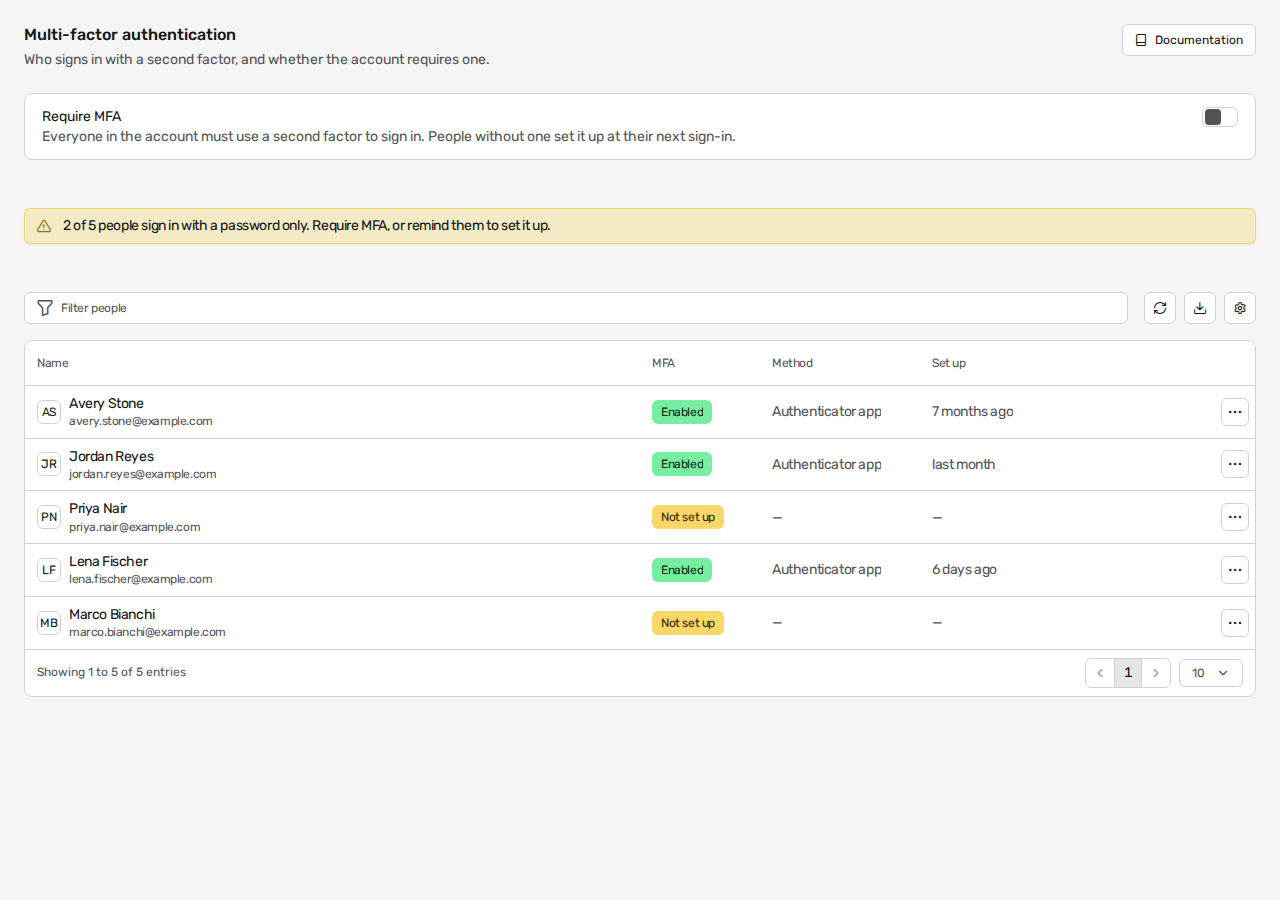 Multi-factor authentication
Who signs in with a second factor, and whether the account requires one.
Documentation
Require MFA
Everyone in the account must use a second factor to sign in. People without one set it up at their next sign-in.
2 of 5 people sign in with a password only. Require MFA, or remind them to set it up.
Filter people
Name MFA Method Set up
AS Avery Stone Enabled Authenticator app 7 months ago
avery.stone@example.com
JR Jordan Reyes Enabled Authenticator app last month
jordan.reyes@example.com
PN Priya Nair Not set up — —
priya.nair@example.com
LF Lena Fischer Enabled Authenticator app 6 days ago
lena.fischer@example.com
MB Marco Bianchi Not set up — —
marco.bianchi@example.com
Showing 1 to 5 of 5 entries 1 10